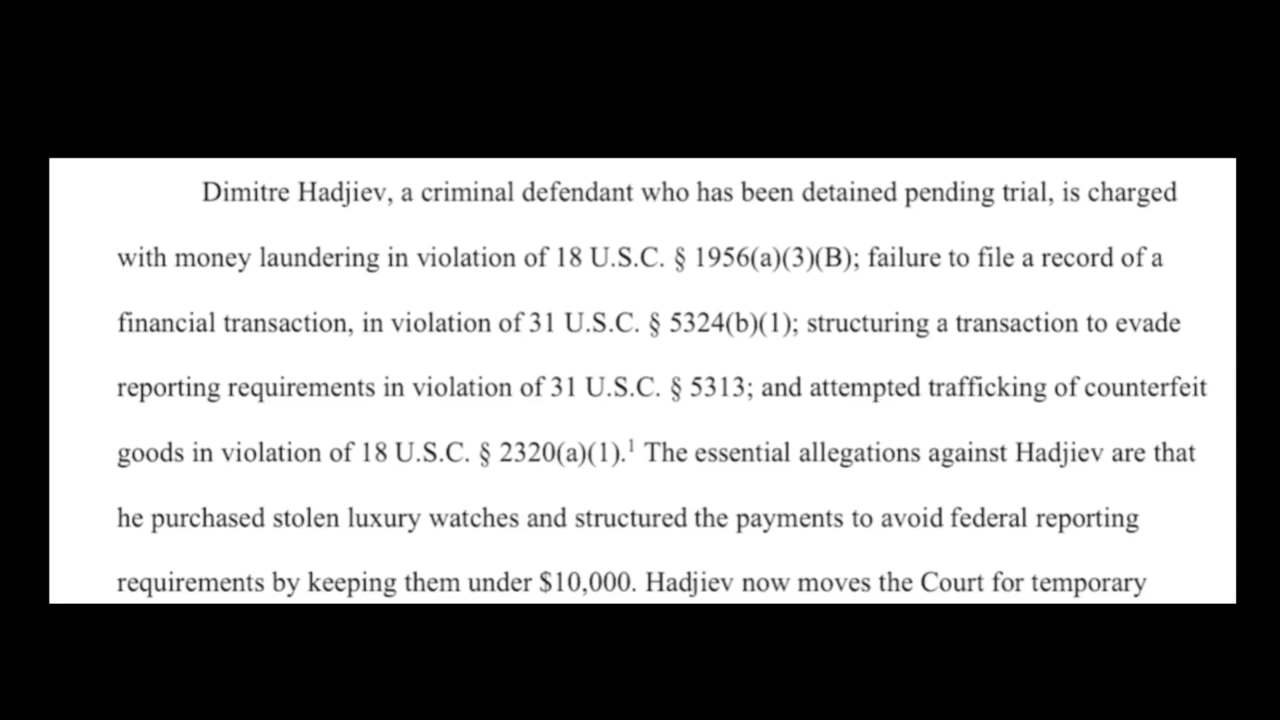 Dimitre Hadjiev, a criminal defendant who has been detained pending trial, is charged
with money laundering in violation of 18 U.S.C. § 1956(a)(3)(B); failure to file a record of a
financial transaction, in violation of 31 U.S.C. § 5324(b)(1); structuring a transaction to evade
reporting requirements in violation of 31 U.S.C. § 5313; and attempted trafficking of counterfeit
goods in violation of 18 U.S.C. § 2320(a)(1).¹ The essential allegations against Hadjiev are that
he purchased stolen luxury watches and structured the payments to avoid federal reporting
requirements by keeping them under $10,000. Hadjiev now moves the Court for temporary